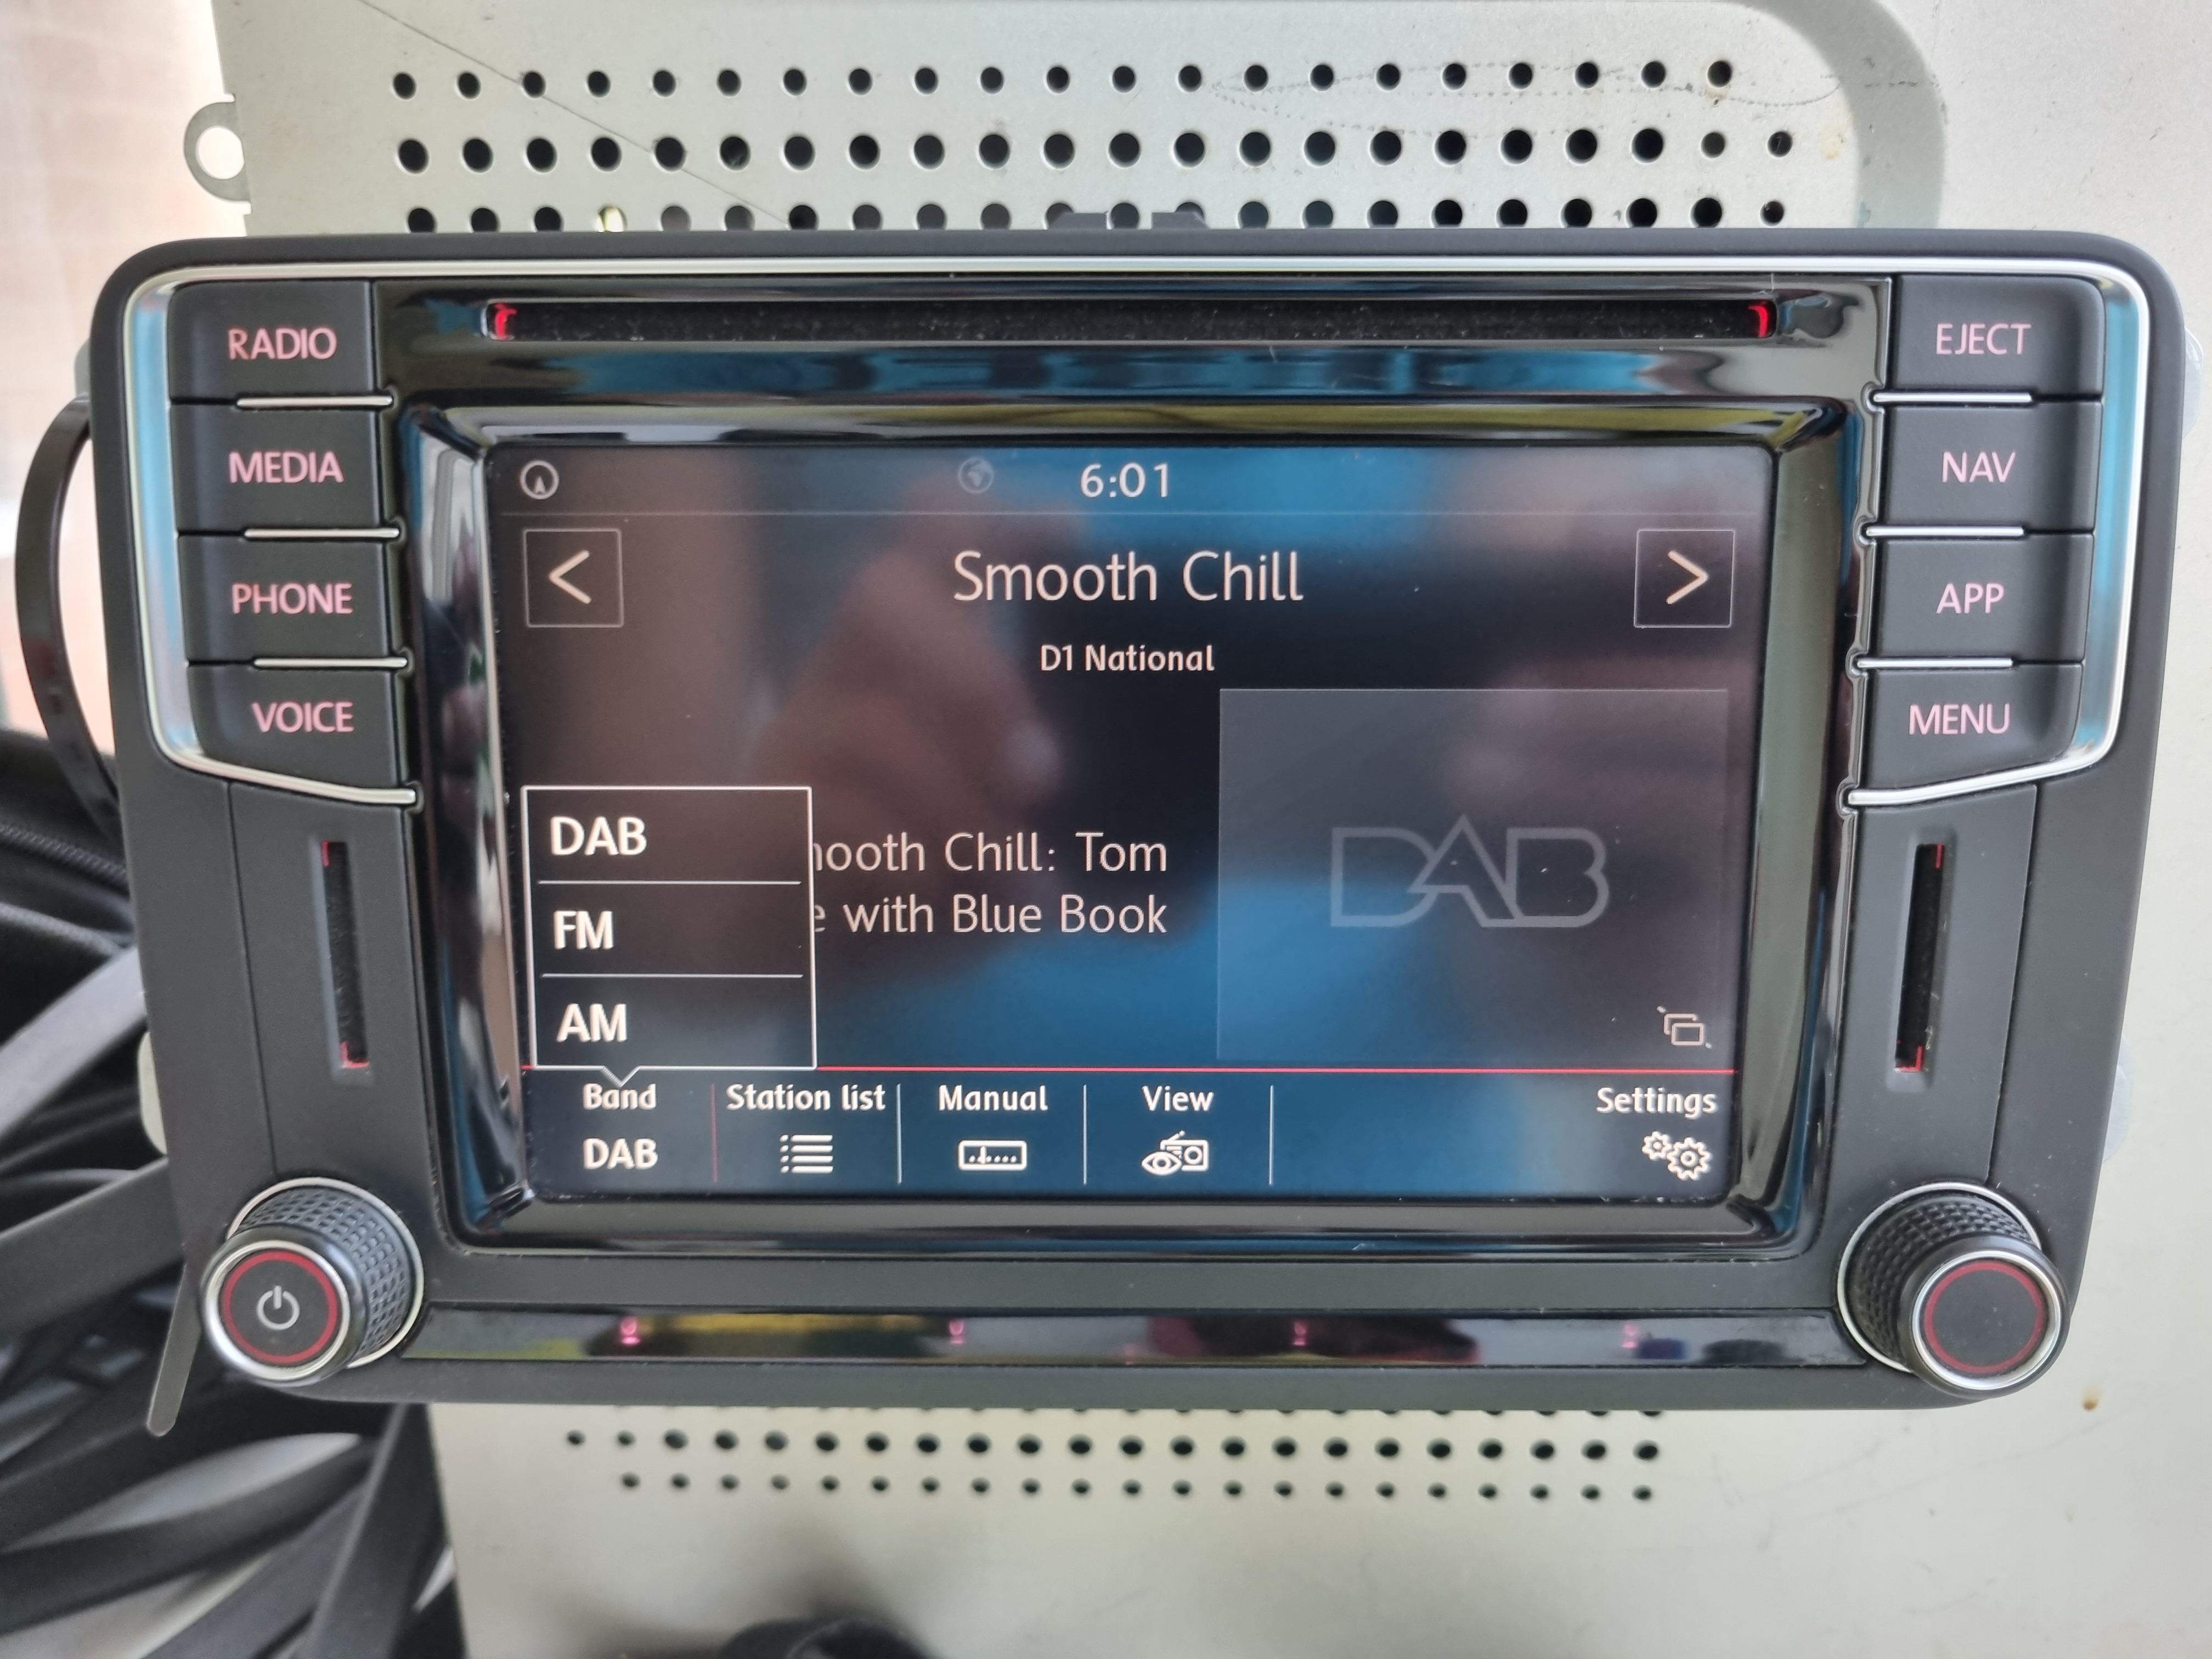 RADIO
MEDIA
PHONE
VOICE
EJECT
NAV
APP
MENU
6:01
<
Smooth Chill
>
D1 National
DAB
FM
AM
Chill: Tom
with Blue Book
DAB
Band
DAB
Station list
Manual
View
Settings